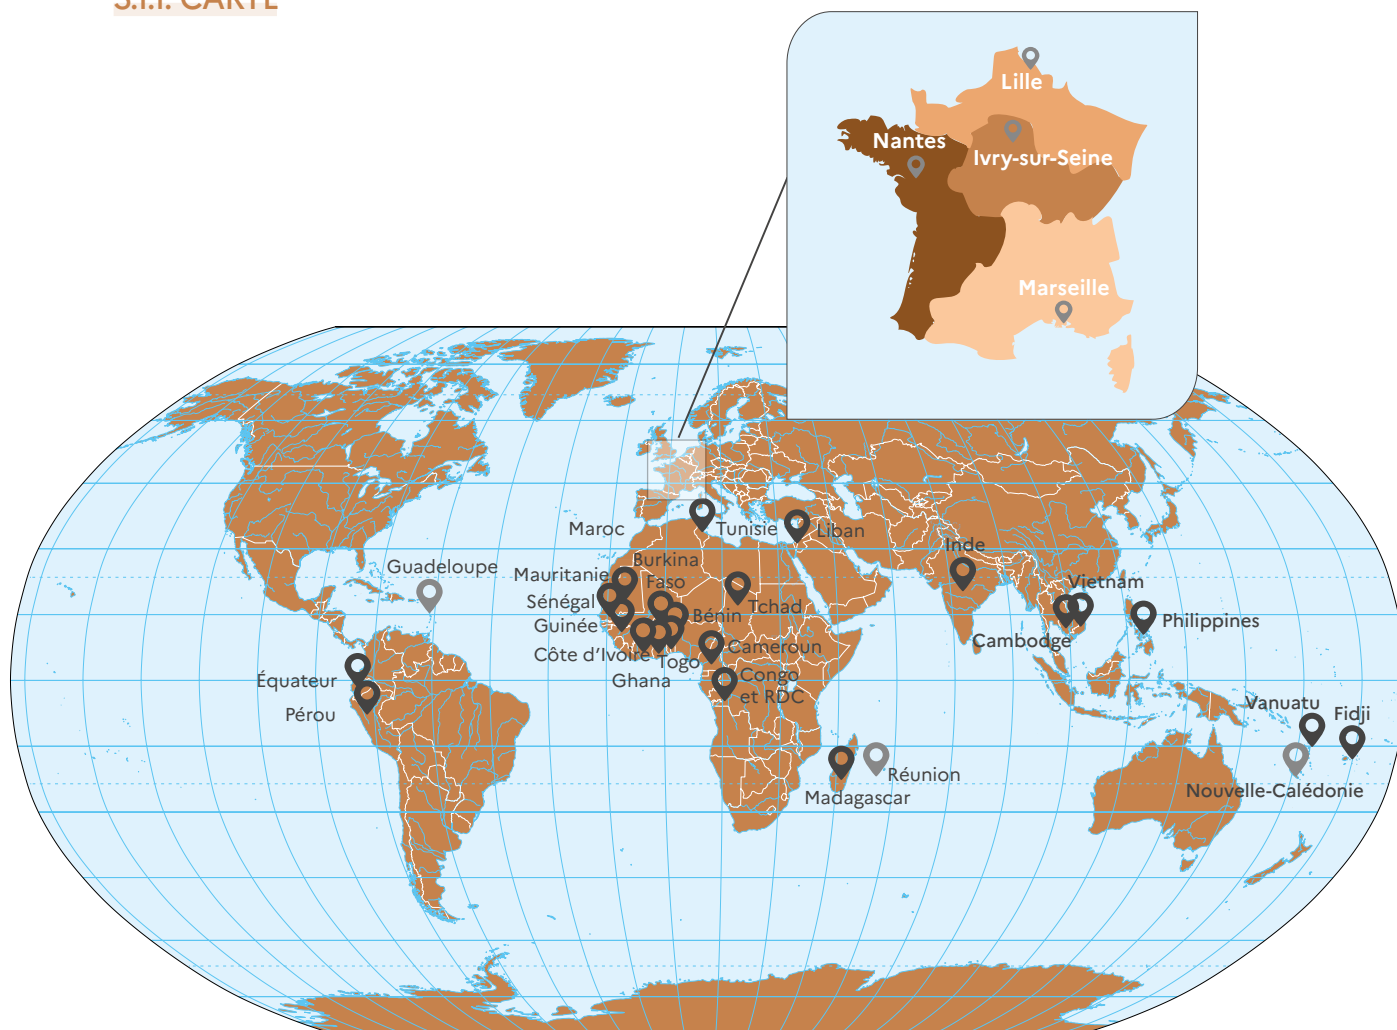 CARTE
Lille
Nantes
Ivry-sur-Seine
Marseille
Maroc
Tunisie
Liban
Inde
Burkina
Faso
Guadeloupe
Mauritanie
Sénégal
Guinée
Bénin
Tchad
Vietnam
Philippines
Cambodge
Côte d'Ivoire
Togo
Cameroun
Ghana
Congo
et RDC
Équateur
Pérou
Vanuatu
Fidji
Réunion
Madagascar
Nouvelle-Calédonie